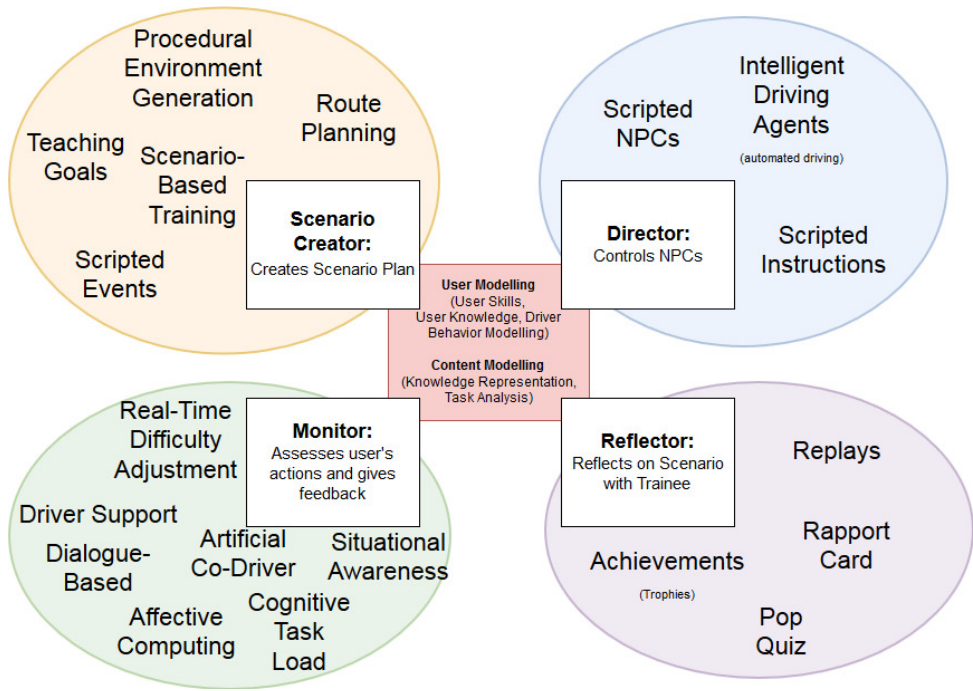 Procedural
Environment
Generation
Route
Planning
Teaching
Goals
Scenario-
Based
Training
Scripted
Events
Scenario
Creator:
Creates Scenario Plan
Scripted
NPCs
Intelligent
Driving
Agents
(automated driving)
Scripted
Instructions
Director:
Controls NPCs
User Modelling
(User Skills,
User Knowledge, Driver
Behavior Modelling)
Content Modelling
(Knowledge Representation,
Task Analysis)
Real-Time
Difficulty
Adjustment
Monitor:
Assesses user's
actions and gives
feedback
Driver Support
Dialogue-
Based
Artificial
Co-Driver
Situational
Awareness
Affective
Computing
Cognitive
Task
Load
Reflector:
Reflects on Scenario
with Trainee
Replays
Rapport
Card
Achievements
(Trophies)
Pop
Quiz